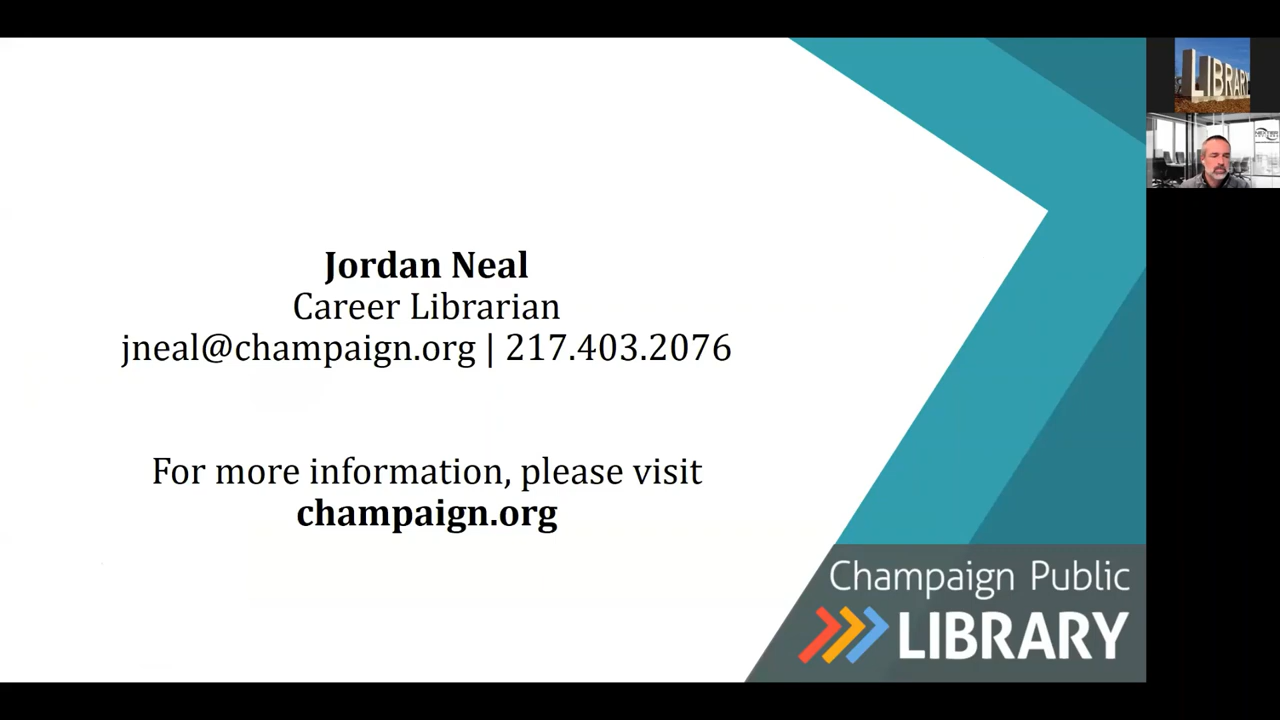 Jordan Neal
Career Librarian
jneal@champaign.org | 217.403.2076
For more information, please visit
champaign.org
Champaign Public
LIBRARY
LIBRARY